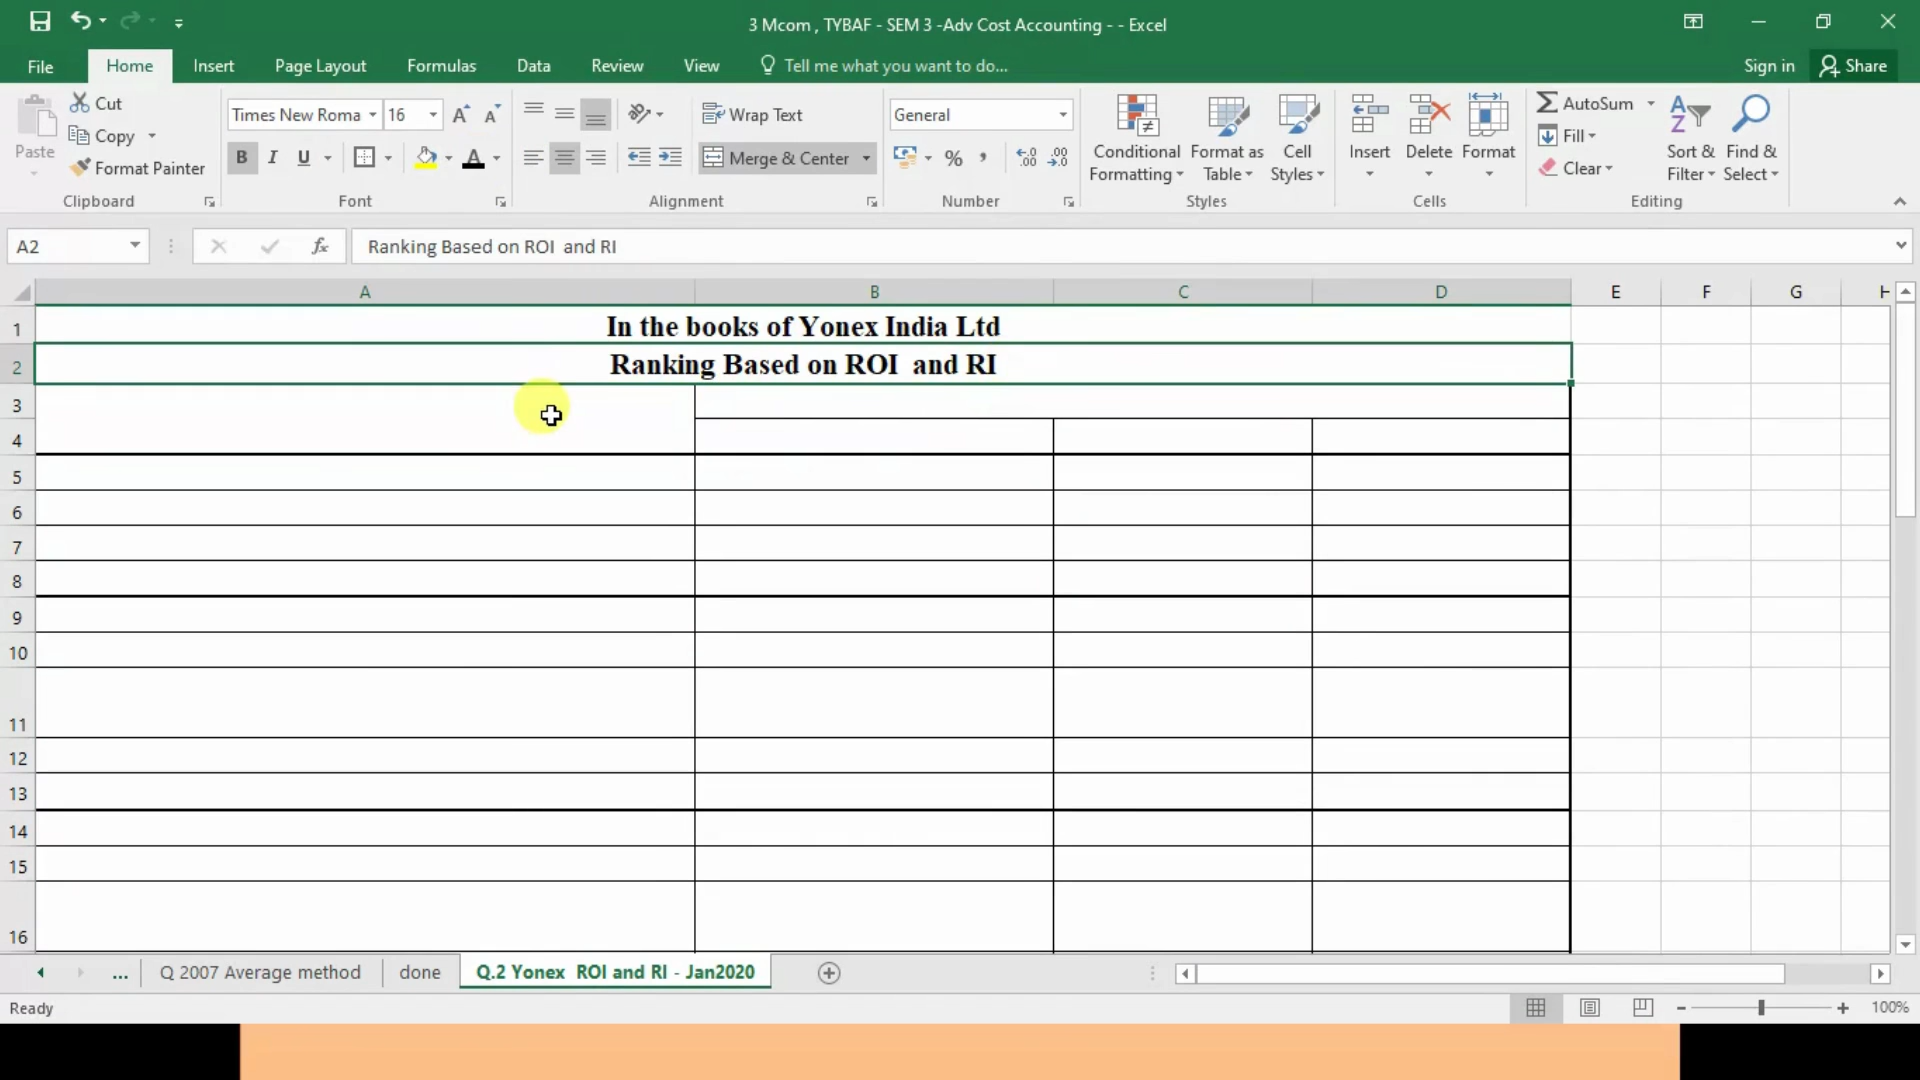 3 Mcom , TYBAF - SEM 3 -Adv Cost Accounting - - Excel
File Home Insert Page Layout Formulas Data Review View Tell me what you want to do... Sign in Share
Paste
Cut
Copy
Format Painter
Clipboard
Times New Roma 16
B I U
Font
Wrap Text
Merge & Center
Alignment
General
Number
Conditional Formatting
Format as Table
Cell Styles
Styles
Insert
Delete
Format
Cells
AutoSum
Fill
Clear
Sort & Filter
Find & Select
Editing
A2 fx Ranking Based on ROI  and RI
A B C D E F G H
1 In the books of Yonex India Ltd
2 Ranking Based on ROI  and RI
3
4
5
6
7
8
9
10
11
12
13
14
15
16
... Q 2007 Average method done Q.2 Yonex  ROI and RI - Jan2020
Ready 100%